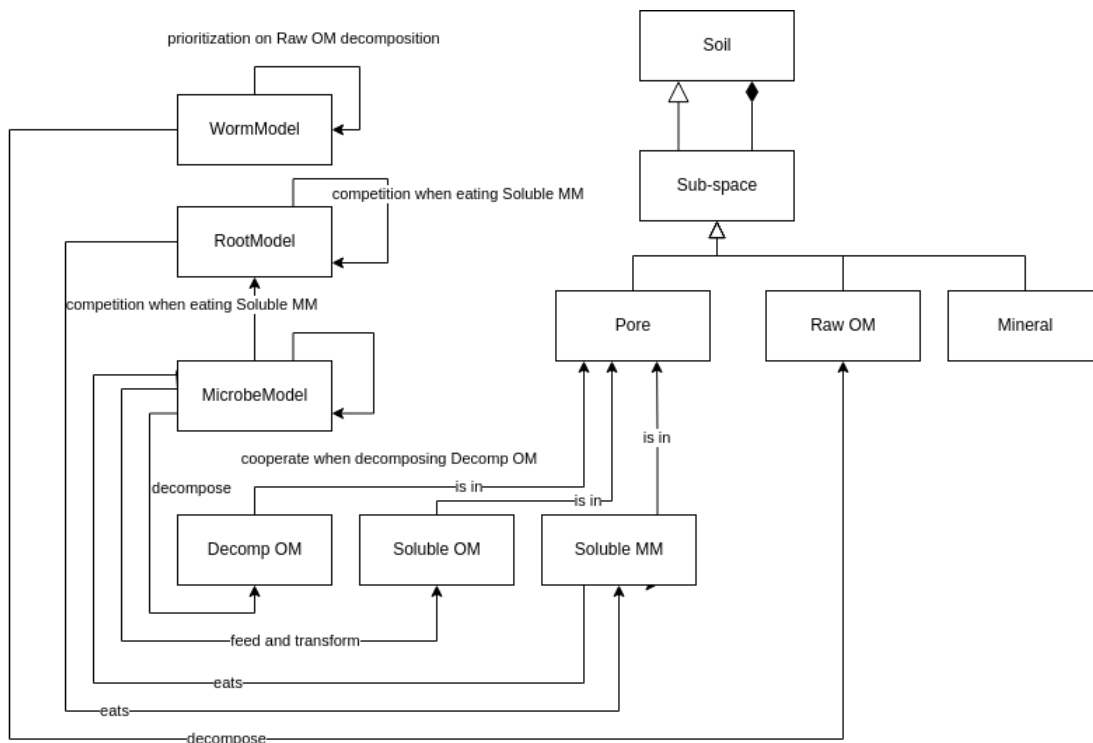 prioritization on Raw OM decomposition
Soil
WormModel
Sub-space
competition when eating Soluble MM
RootModel
competition when eating Soluble MM
Pore
Raw OM
Mineral
MicrobeModel
is in
cooperate when decomposing Decomp OM
decompose
is in
is in
Decomp OM
Soluble OM
Soluble MM
feed and transform
eats
eats
decompose